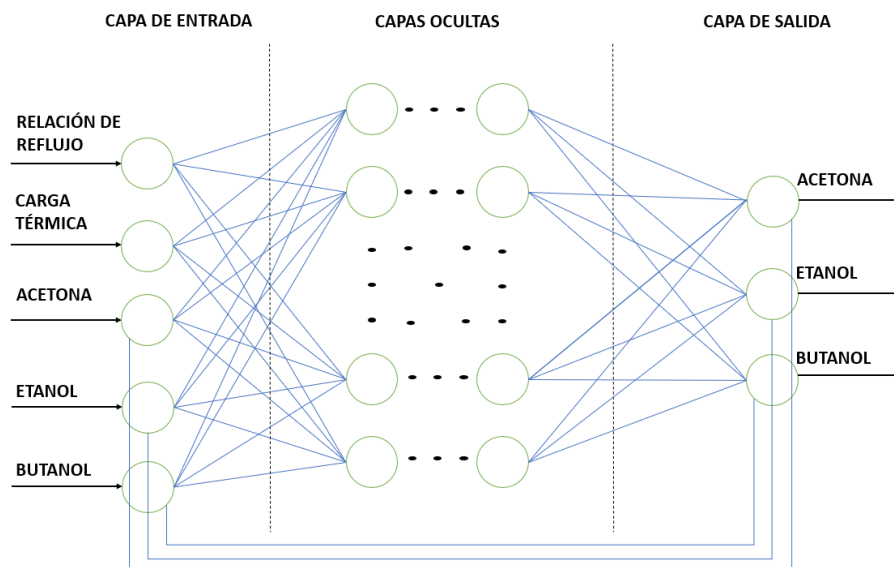 CAPA DE ENTRADA
CAPAS OCULTAS
CAPA DE SALIDA
RELACIÓN DE
REFLUJO
CARGA
TÉRMICA
ACETONA
ETANOL
BUTANOL
ACETONA
ETANOL
BUTANOL